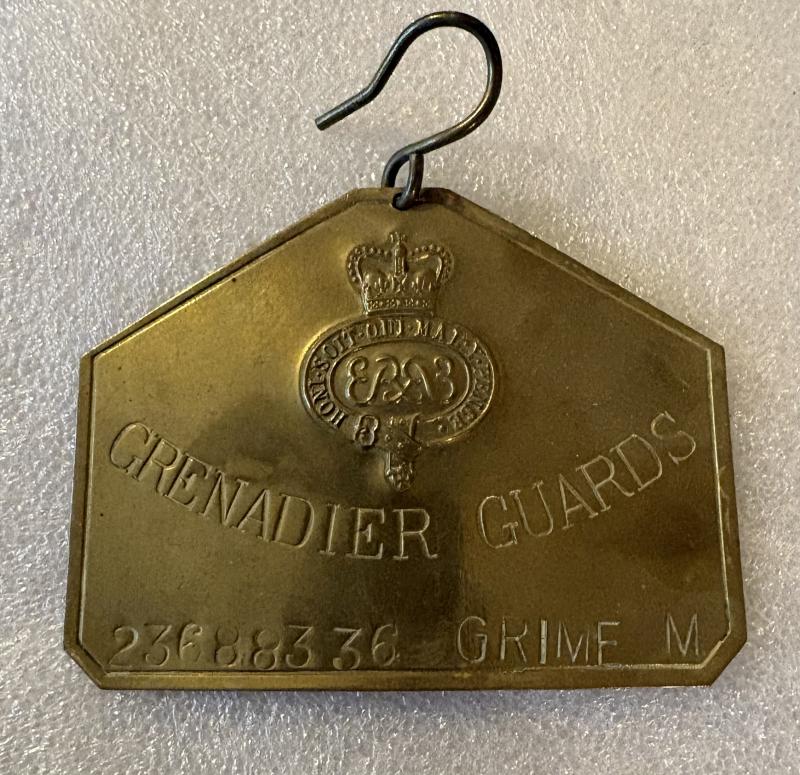 HONI·SOIT·QUI·MAL·Y·PENSE
GRENADIER GUARDS
23688336 GRIME M